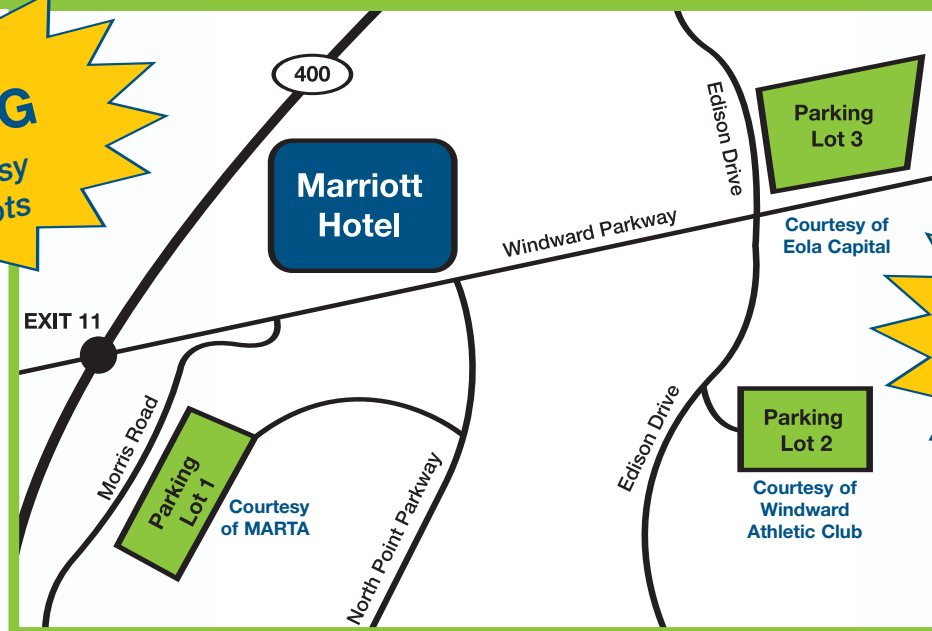 G
sy
ots
400
Marriott
Hotel
EXIT 11
Windward Parkway
Edison Drive
Parking
Lot 3
Courtesy of
Eola Capital
Morris Road
Parking
Lot 1
Courtesy
of MARTA
North Point Parkway
Edison Drive
Parking
Lot 2
Courtesy of
Windward
Athletic Club